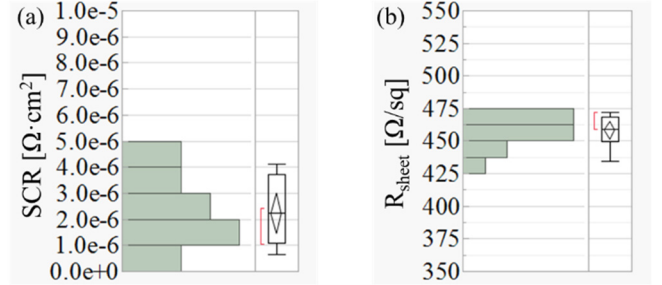 (a)
SCR [Ω·cm²]
1.0e-5
9.0e-6
8.0e-6
7.0e-6
6.0e-6
5.0e-6
4.0e-6
3.0e-6
2.0e-6
1.0e-6
0.0e+0
(b)
R_sheet [Ω/sq]
550
525
500
475
450
425
400
375
350